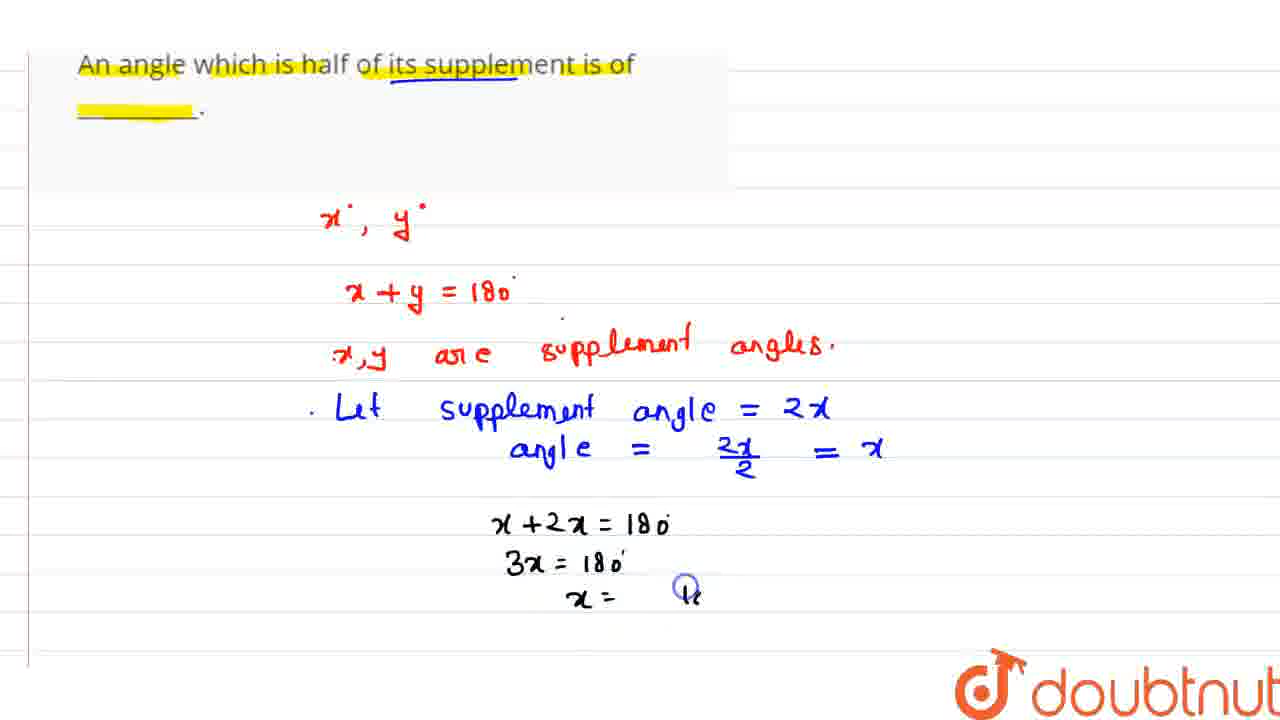 An angle which is half of its supplement is of
________.
x°, y°
x + y = 180°
x, y are supplement angles.
. Let supplement angle = 2x
angle = 2x/2 = x
x + 2x = 180°
3x = 180°
x =
doubtnut